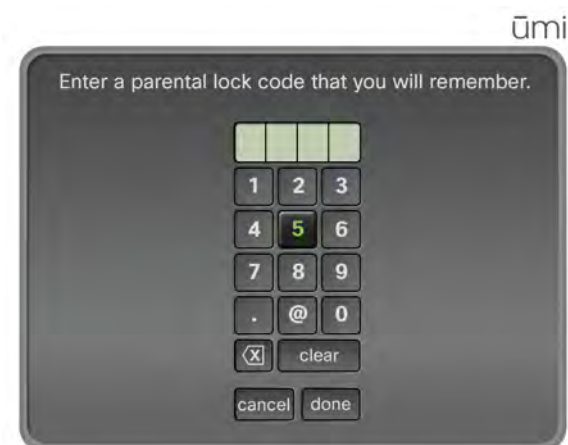 ūmi
Enter a parental lock code that you will remember.
1 2 3
4 5 6
7 8 9
. @ 0
X clear
cancel done